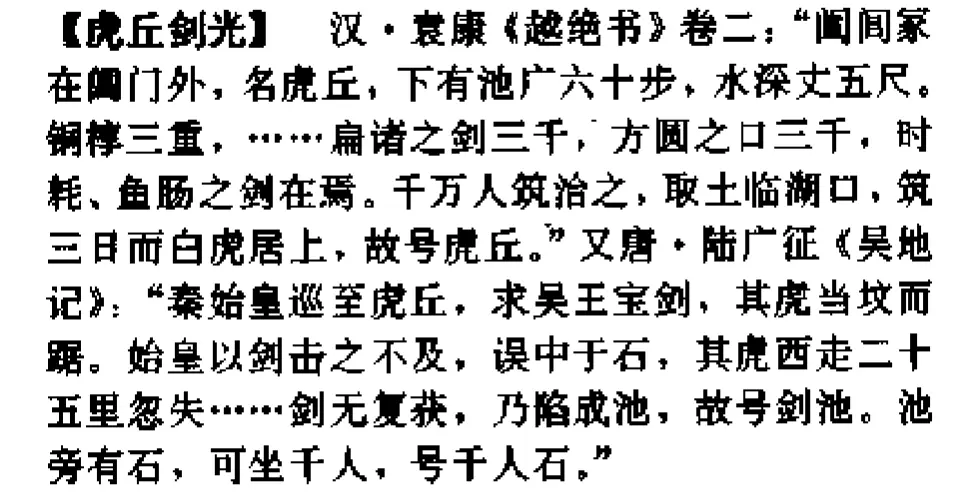 【虎丘剑光】 汉·袁康《越绝书》卷二：“阖闾冢
在阊门外，名虎丘，下有池广六十步，水深丈五尺。
铜椁三重，……扁诸之剑三千，方圆之口三千，时
耗、鱼肠之剑在焉。千万人筑治之，取土临湖口，筑
三日而白虎居上，故号虎丘。”又唐·陆广征《吴地
记》：“秦始皇巡至虎丘，求吴王宝剑，其虎当坟而
踞。始皇以剑击之不及，误中于石，其虎西走二十
五里忽失……剑无复获，乃陷成池，故号剑池。池
旁有石，可坐千人，号千人石。”